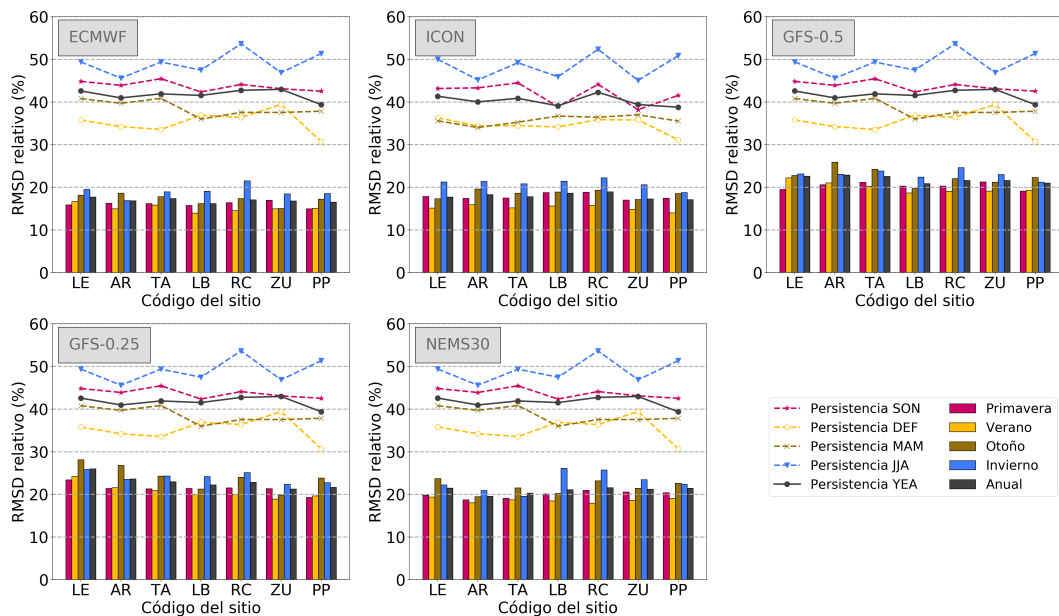 ECMWF
RMSD relativo (%)
60
50
40
30
20
10
0
LE AR TA LB RC ZU PP
Código del sitio
ICON
RMSD relativo (%)
60
50
40
30
20
10
0
LE AR TA LB RC ZU PP
Código del sitio
GFS-0.5
RMSD relativo (%)
60
50
40
30
20
10
0
LE AR TA LB RC ZU PP
Código del sitio
GFS-0.25
RMSD relativo (%)
60
50
40
30
20
10
0
LE AR TA LB RC ZU PP
Código del sitio
NEMS30
RMSD relativo (%)
60
50
40
30
20
10
0
LE AR TA LB RC ZU PP
Código del sitio
Persistencia SON
Persistencia DEF
Persistencia MAM
Persistencia JJA
Persistencia YEA
Primavera
Verano
Otoño
Invierno
Anual